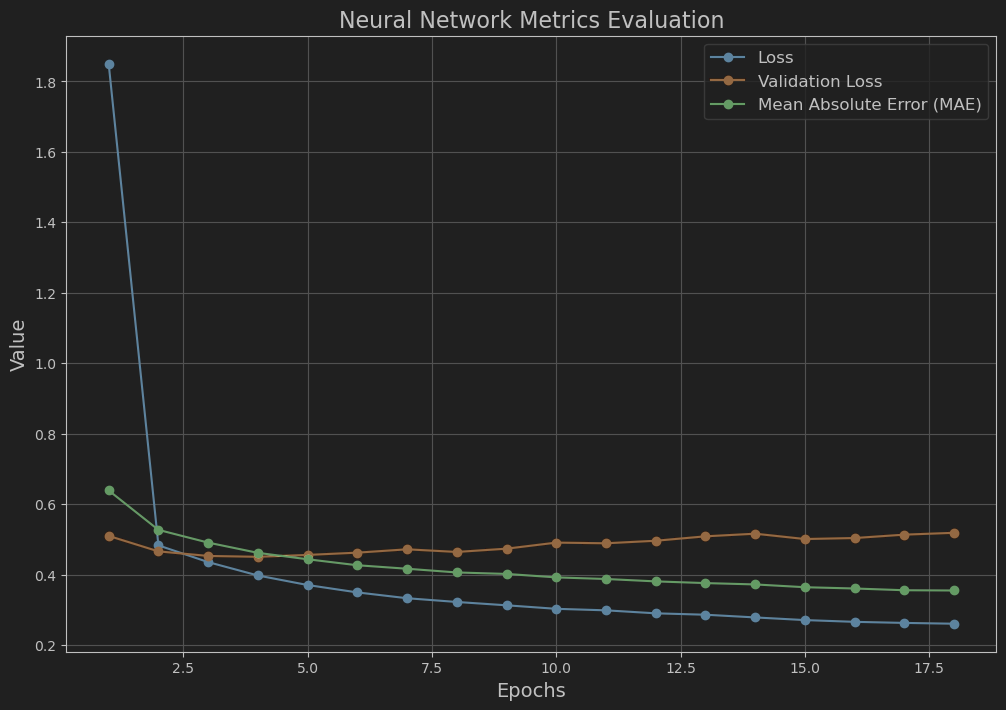 Neural Network Metrics Evaluation
Loss
Validation Loss
Mean Absolute Error (MAE)
1.8
1.6
1.4
1.2
1.0
0.8
0.6
0.4
0.2
Value
2.5 5.0 7.5 10.0 12.5 15.0 17.5
Epochs